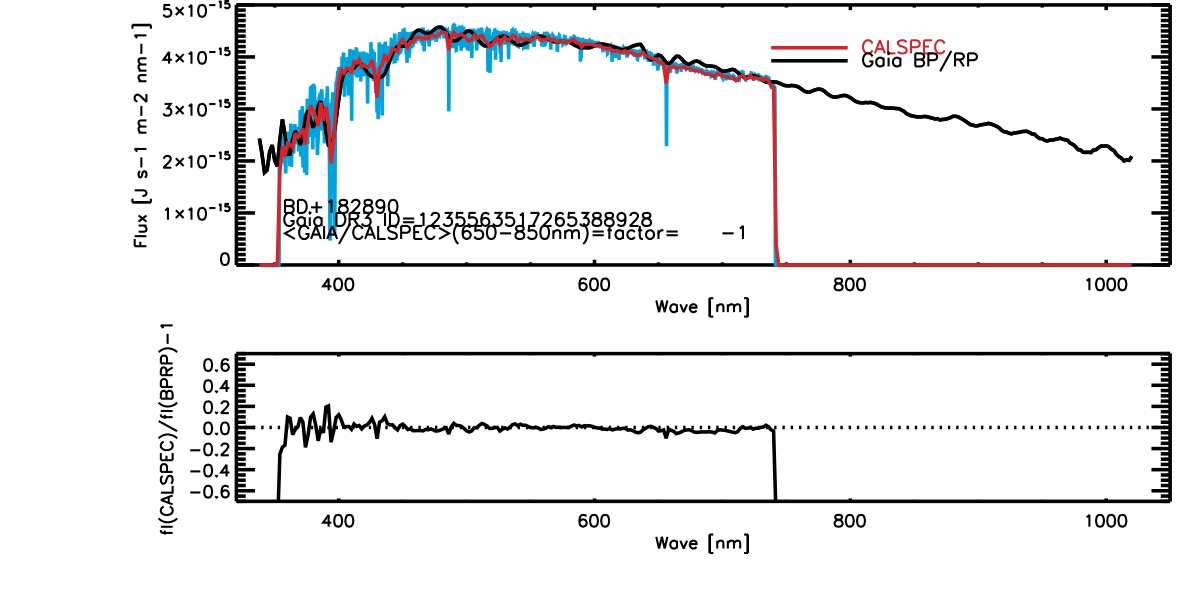 5×10⁻¹⁵
4×10⁻¹⁵
3×10⁻¹⁵
2×10⁻¹⁵
1×10⁻¹⁵
0
Flux [J s−1 m−2 nm−1]
CALSPEC
Gaia BP/RP
BD+182890
Gaia DR3 ID=1235563517265388928
<GAIA/CALSPEC>(650−850nm)=factor= −1
400 600 800 1000
Wave [nm]
0.6
0.4
0.2
0.0
−0.2
−0.4
−0.6
fl(CALSPEC)/fl(BPRP)−1
400 600 800 1000
Wave [nm]